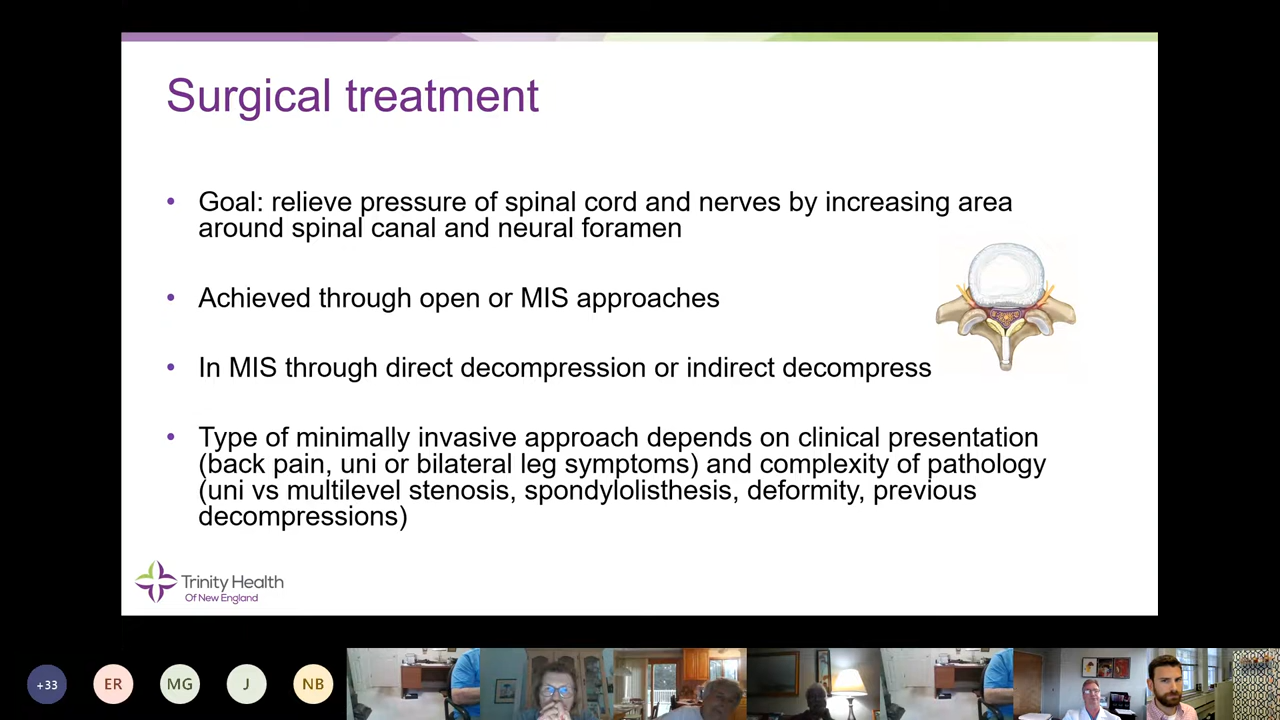 Surgical treatment
• Goal: relieve pressure of spinal cord and nerves by increasing area
around spinal canal and neural foramen
• Achieved through open or MIS approaches
• In MIS through direct decompression or indirect decompress
• Type of minimally invasive approach depends on clinical presentation
(back pain, uni or bilateral leg symptoms) and complexity of pathology
(uni vs multilevel stenosis, spondylolisthesis, deformity, previous
decompressions)
Trinity Health
Of New England
+33
ER
MG
J
NB